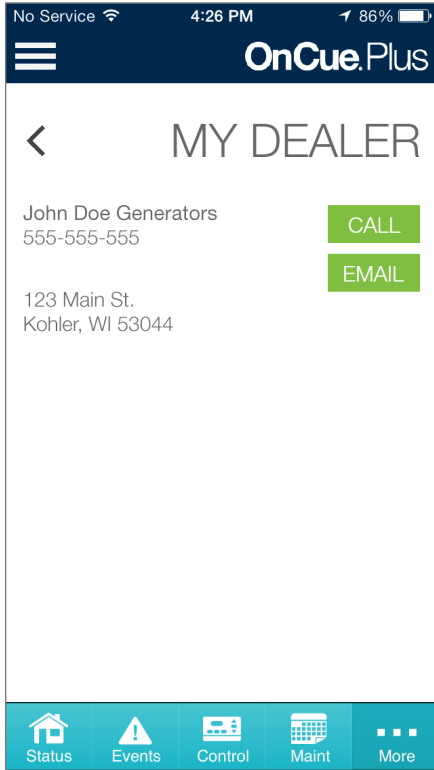 No Service 4:26 PM 86%
OnCue.Plus
MY DEALER
John Doe Generators
555-555-555
CALL
EMAIL
123 Main St.
Kohler, WI 53044
Status Events Control Maint More